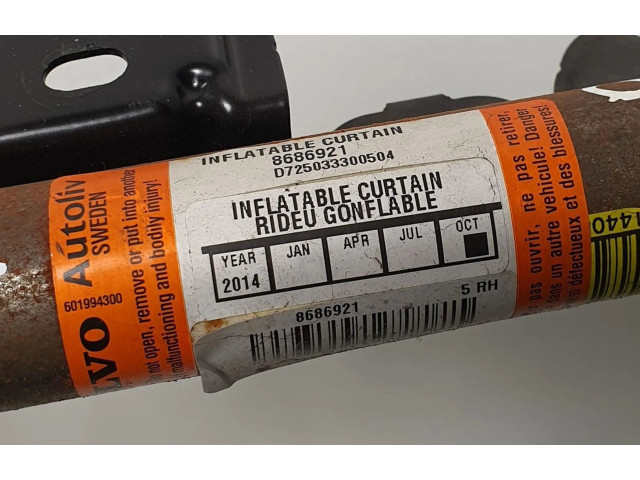 INFLATABLE CURTAIN
8686921
D725033300504
INFLATABLE CURTAIN
RIDEU GONFLABLE
YEAR JAN APR JUL OCT
2014
8686921 5 RH
Autoliv
SWEDEN
601994300
VO
not open, remove or put into another
malfunctioning and bodily injury).
pas ouvrir, ne pas retirer,
dans un autre vehicule! Danger
défectueux et des blessures!
1440